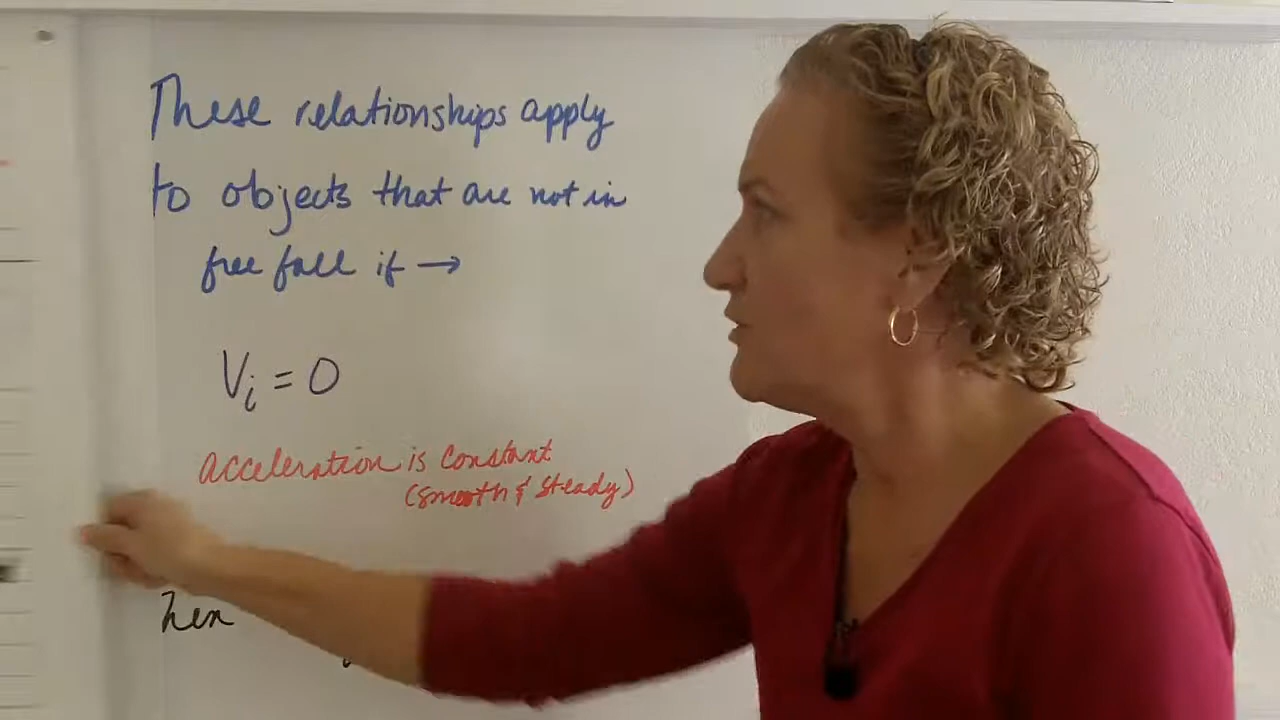 These relationships apply
to objects that are not in
free fall if →
Vi = 0
acceleration is constant
(smooth & steady)
then